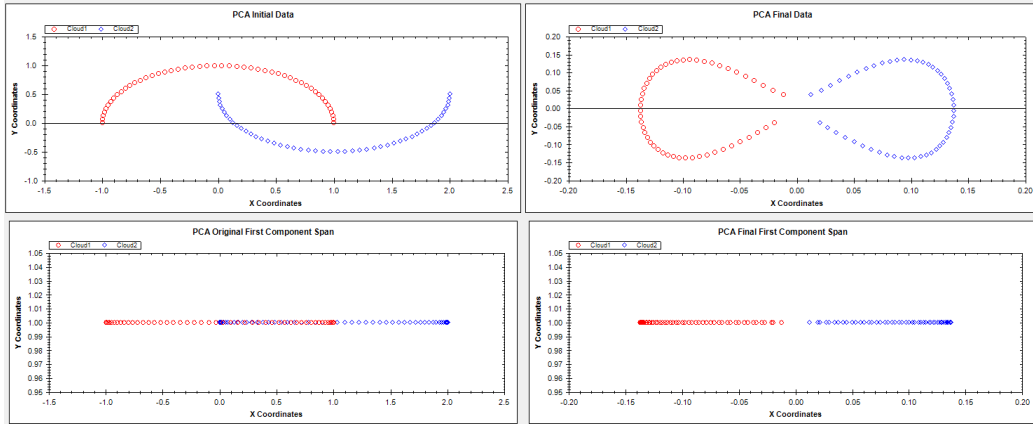 PCA Initial Data
Cloud1 Cloud2
Y Coordinates
1.5
1.0
0.5
0.0
-0.5
-1.0
-1.5 -1.0 -0.5 0.0 0.5 1.0 1.5 2.0 2.5
X Coordinates
PCA Final Data
Cloud1 Cloud2
Y Coordinates
0.20
0.15
0.10
0.05
0.00
-0.05
-0.10
-0.15
-0.20
-0.20 -0.15 -0.10 -0.05 0.00 0.05 0.10 0.15 0.20
X Coordinates
PCA Original First Component Span
Cloud1 Cloud2
Y Coordinates
1.05
1.04
1.03
1.02
1.01
1.00
0.99
0.98
0.97
0.96
0.95
-1.5 -1.0 -0.5 0.0 0.5 1.0 1.5 2.0 2.5
X Coordinates
PCA Final First Component Span
Cloud1 Cloud2
Y Coordinates
1.05
1.04
1.03
1.02
1.01
1.00
0.99
0.98
0.97
0.96
0.95
-0.20 -0.15 -0.10 -0.05 0.00 0.05 0.10 0.15 0.20
X Coordinates